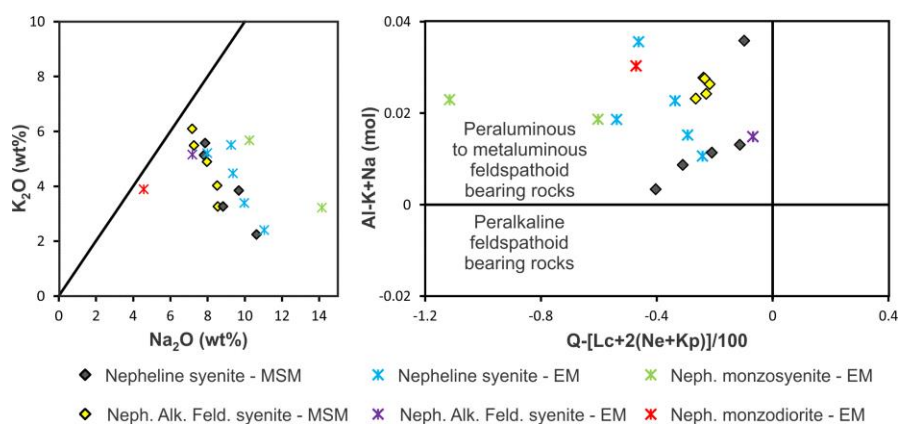 10
8
6
4
2
0
K₂O (wt%)
0 2 4 6 8 10 12 14
Na₂O (wt%)
0.04
0.02
0
-0.02
Al-K+Na (mol)
Peraluminous
to metaluminous
feldspathoid
bearing rocks
Peralkaline
feldspathoid
bearing rocks
-1.2 -0.8 -0.4 0 0.4
Q-[Lc+2(Ne+Kp)]/100
Nepheline syenite - MSM
Nepheline syenite - EM
Neph. monzosyenite - EM
Neph. Alk. Feld. syenite - MSM
Neph. Alk. Feld. syenite - EM
Neph. monzodiorite - EM